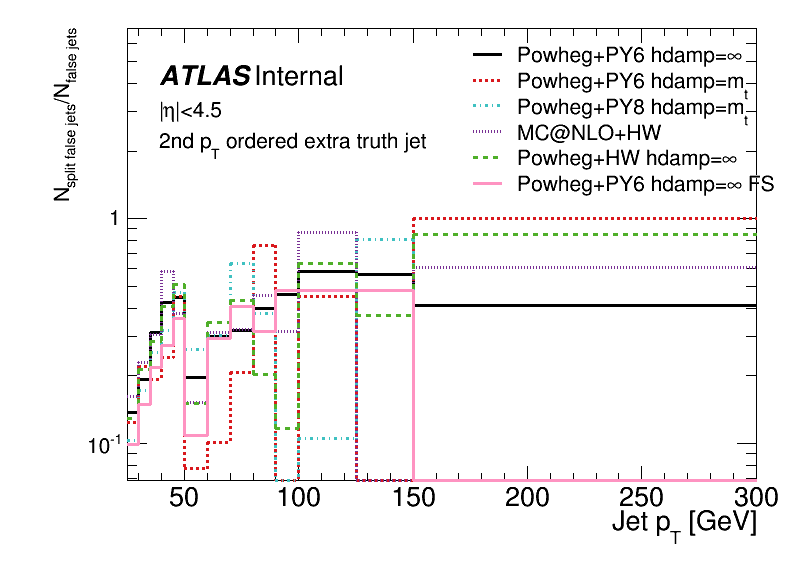 N_split false jets/N_false jets
ATLAS Internal
|η|<4.5
2nd p_T ordered extra truth jet
Powheg+PY6 hdamp=∞
Powheg+PY6 hdamp=m_t
Powheg+PY8 hdamp=m_t
MC@NLO+HW
Powheg+HW hdamp=∞
Powheg+PY6 hdamp=∞ FS
1
10^-1
50 100 150 200 250 300
Jet p_T [GeV]